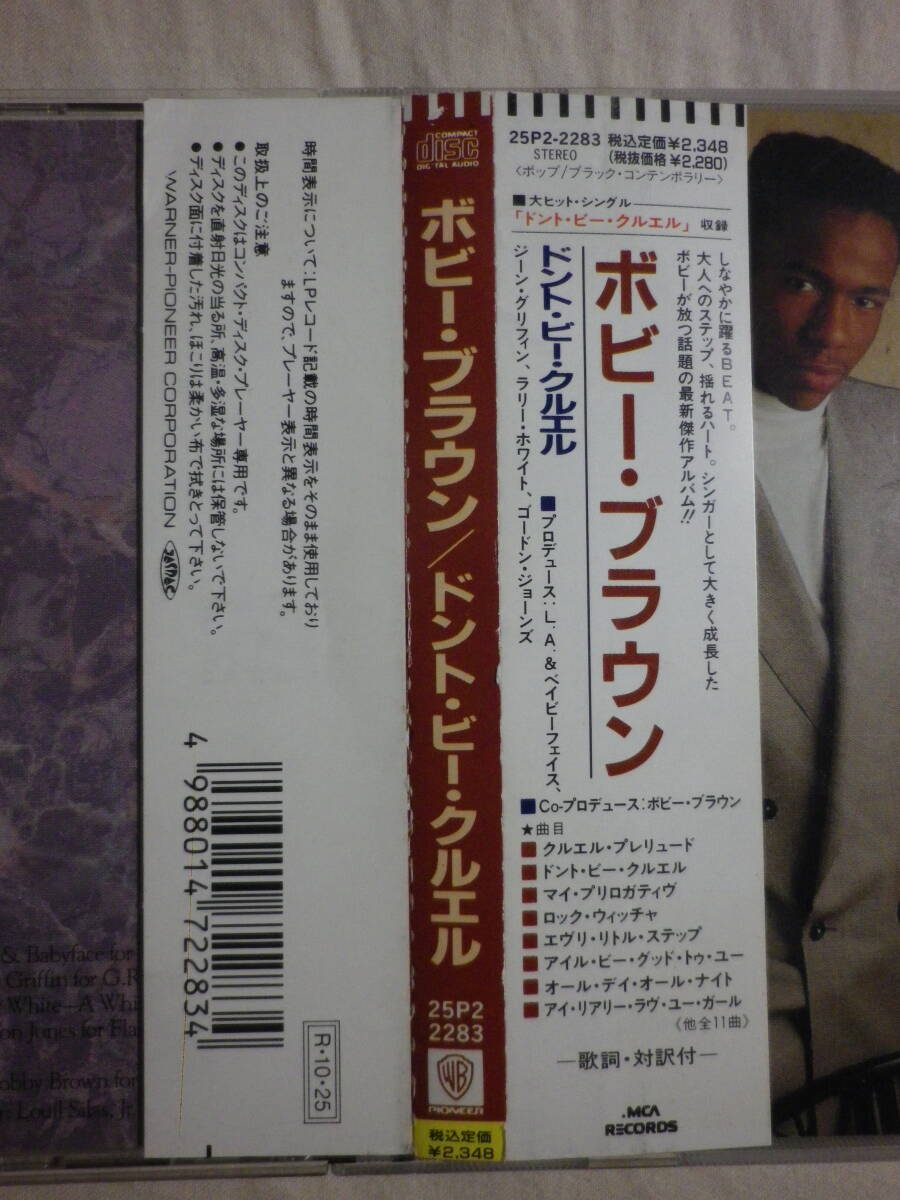 25P2-2283 税込定価¥2,348
STEREO (税抜価格¥2,280)
〈ポップ/ブラック・コンテンポラリー〉
■大ヒット・シングル
「ドント・ビー・クルエル」収録
しなやかに躍るBEAT。
大人へのステップ、揺れるハート。シンガーとして大きく成長した
ボビーが放つ話題の最新傑作アルバム!!
ボビー・ブラウン
ドント・ビー・クルエル
■プロデュース:L.A.&ベイビーフェイス、
ジーン・グリフィン、ラリー・ホワイト、ゴードン・ジョーンズ
■Co-プロデュース:ボビー・ブラウン
★曲目
■クルエル・プレリュード
■ドント・ビー・クルエル
■マイ・プリロガティヴ
■ロック・ウィッチャ
■エヴリ・リトル・ステップ
■アイル・ビー・グッド・トゥ・ユー
■オール・デイ・オール・ナイト
■アイ・リアリー・ラヴ・ユー・ガール
《他全11曲》
—歌詞・対訳付—
.MCA
RECORDS
COMPACT
disc
DIGITAL AUDIO
ボビー・ブラウン/ドント・ビー・クルエル
25P2
2283
WB
PIONEER
税込定価
¥2,348
時間表示について:LPレコード記載の時間表示をそのまま使用しており
ますので、プレーヤー表示と異なる場合があります。
取扱上のご注意
●このディスクはコンパクト・ディスク・プレーヤー専用です。
●ディスクを直射日光の当る所、高温・多湿な場所には保管しないで下さい。
●ディスク面に付着した汚れ、ほこりは柔かい布で拭きとって下さい。
WARNER-PIONEER CORPORATION
JASRAC
4 988014 722834
R・10・25
& Babyface for
Griffin for G.R
White—A Whi
on Jones for Fla
obby Brown for
n: Louil Silas, Jr.